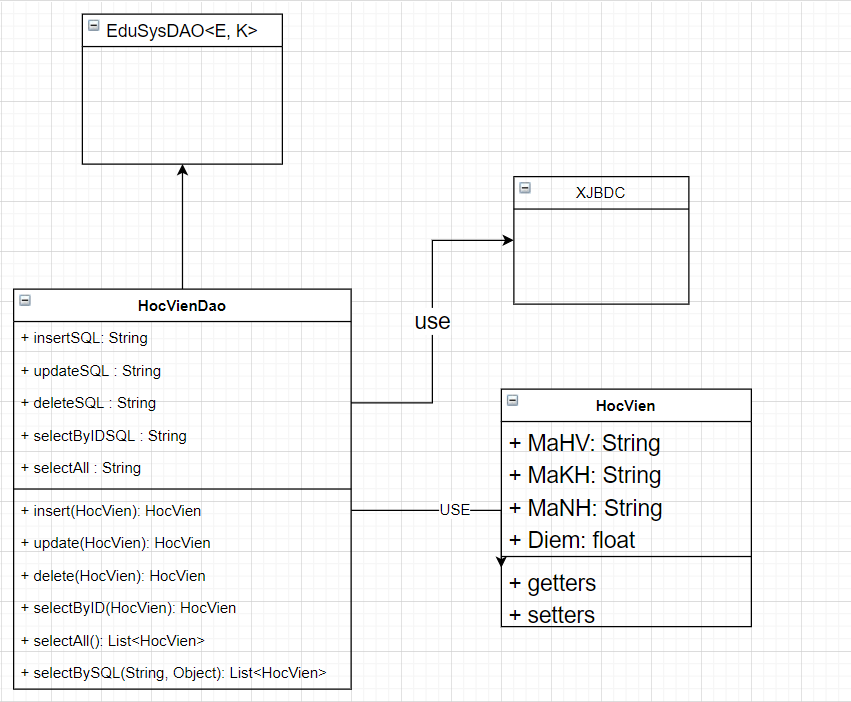 EduSysDAO<E, K>
XJBDC
HocVienDao
+ insertSQL: String
+ updateSQL : String
+ deleteSQL : String
+ selectByIDSQL : String
+ selectAll : String
+ insert(HocVien): HocVien
+ update(HocVien): HocVien
+ delete(HocVien): HocVien
+ selectByID(HocVien): HocVien
+ selectAll(): List<HocVien>
+ selectBySQL(String, Object): List<HocVien>
use
USE
HocVien
+ MaHV: String
+ MaKH: String
+ MaNH: String
+ Diem: float
+ getters
+ setters